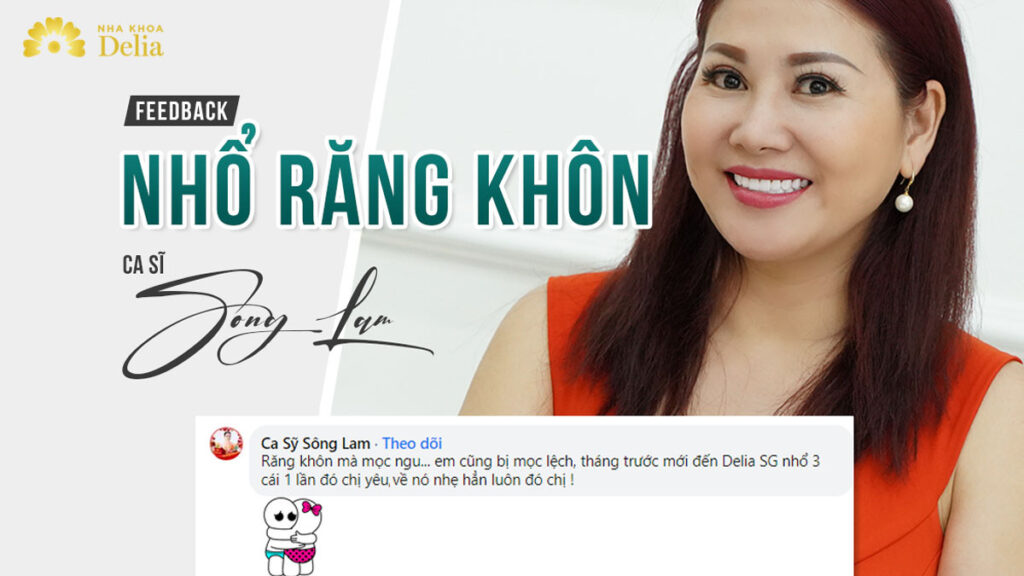 NHA KHOA
Delia
FEEDBACK
NHỔ RĂNG KHÔN
CA SĨ
Song Lam
Ca Sỹ Sông Lam · Theo dõi
Răng khôn mà mọc ngu... em cũng bị mọc lệch, tháng trước mới đến Delia SG nhổ 3
cái 1 lần đó chị yêu,về nó nhẹ hẳn luôn đó chị !